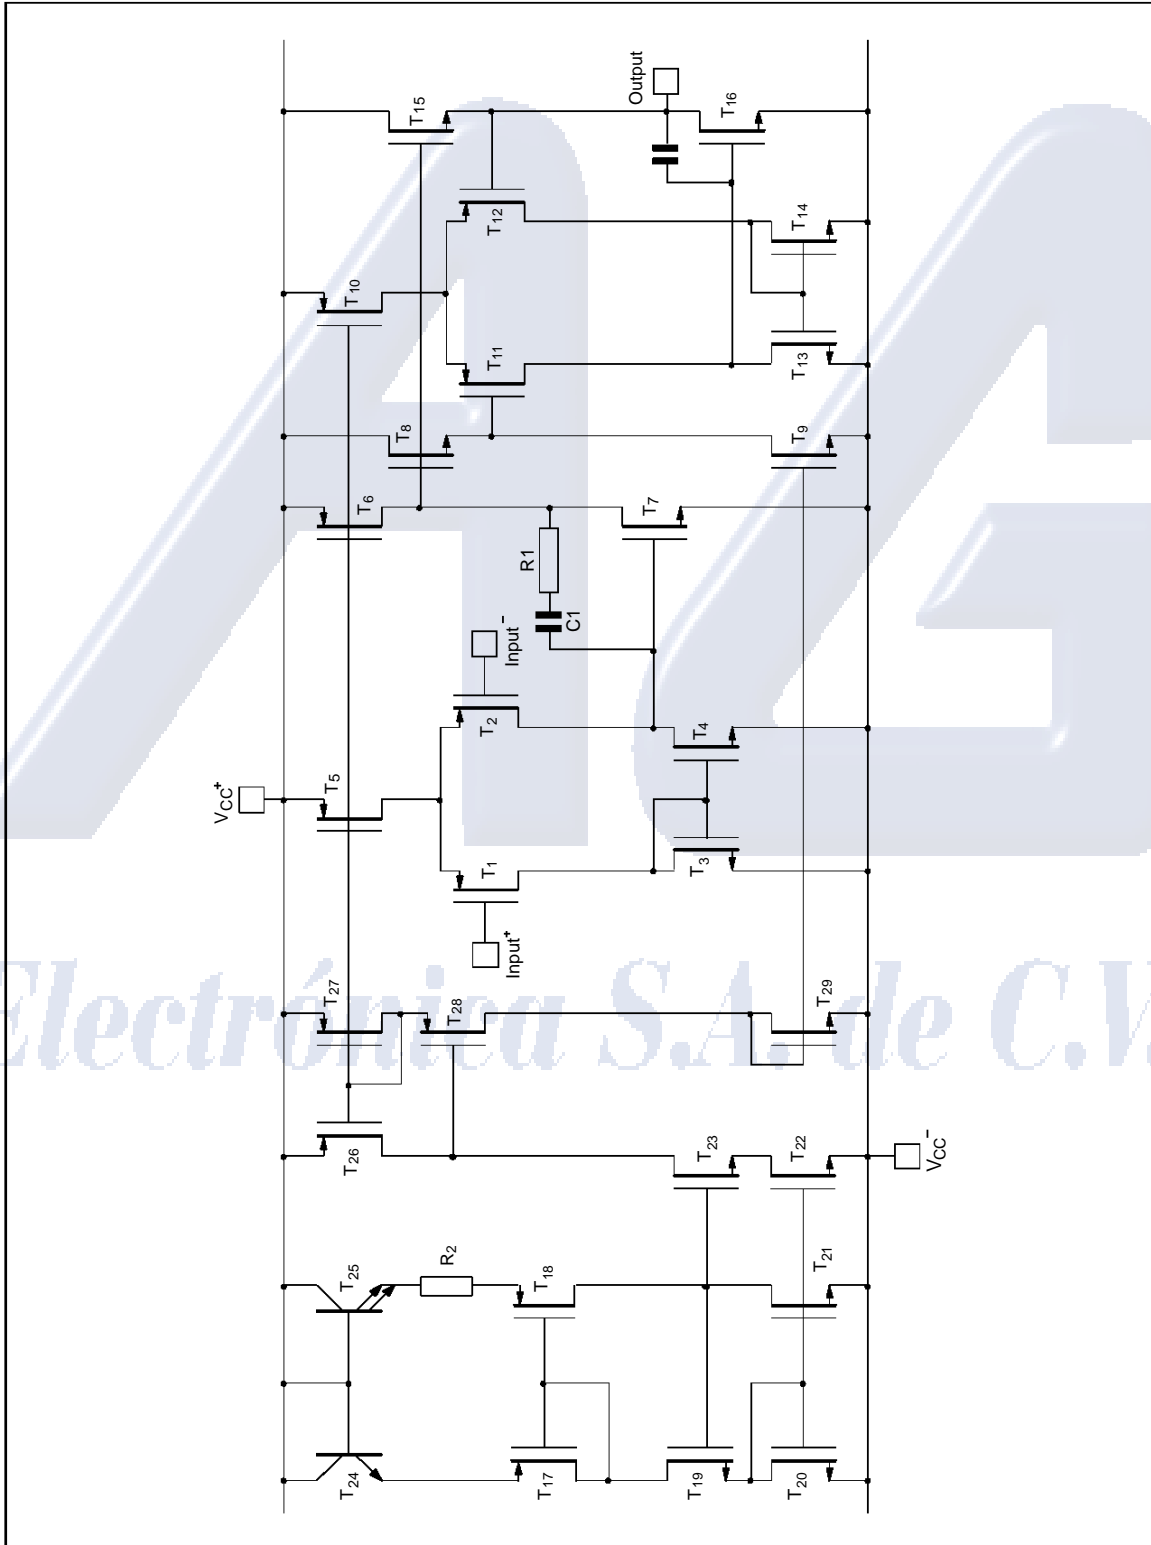 Output
T15
T16
T12
T14
T10
T11
T13
T8
T9
T6
T7
R1
C1
Input-
T2
T4
VCC+
T5
T1
T3
Input+
T27
T28
T29
T26
T23
T22
VCC-
T25
R2
T18
T21
T24
T17
T19
T20
Electrónica S.A. de C.V.